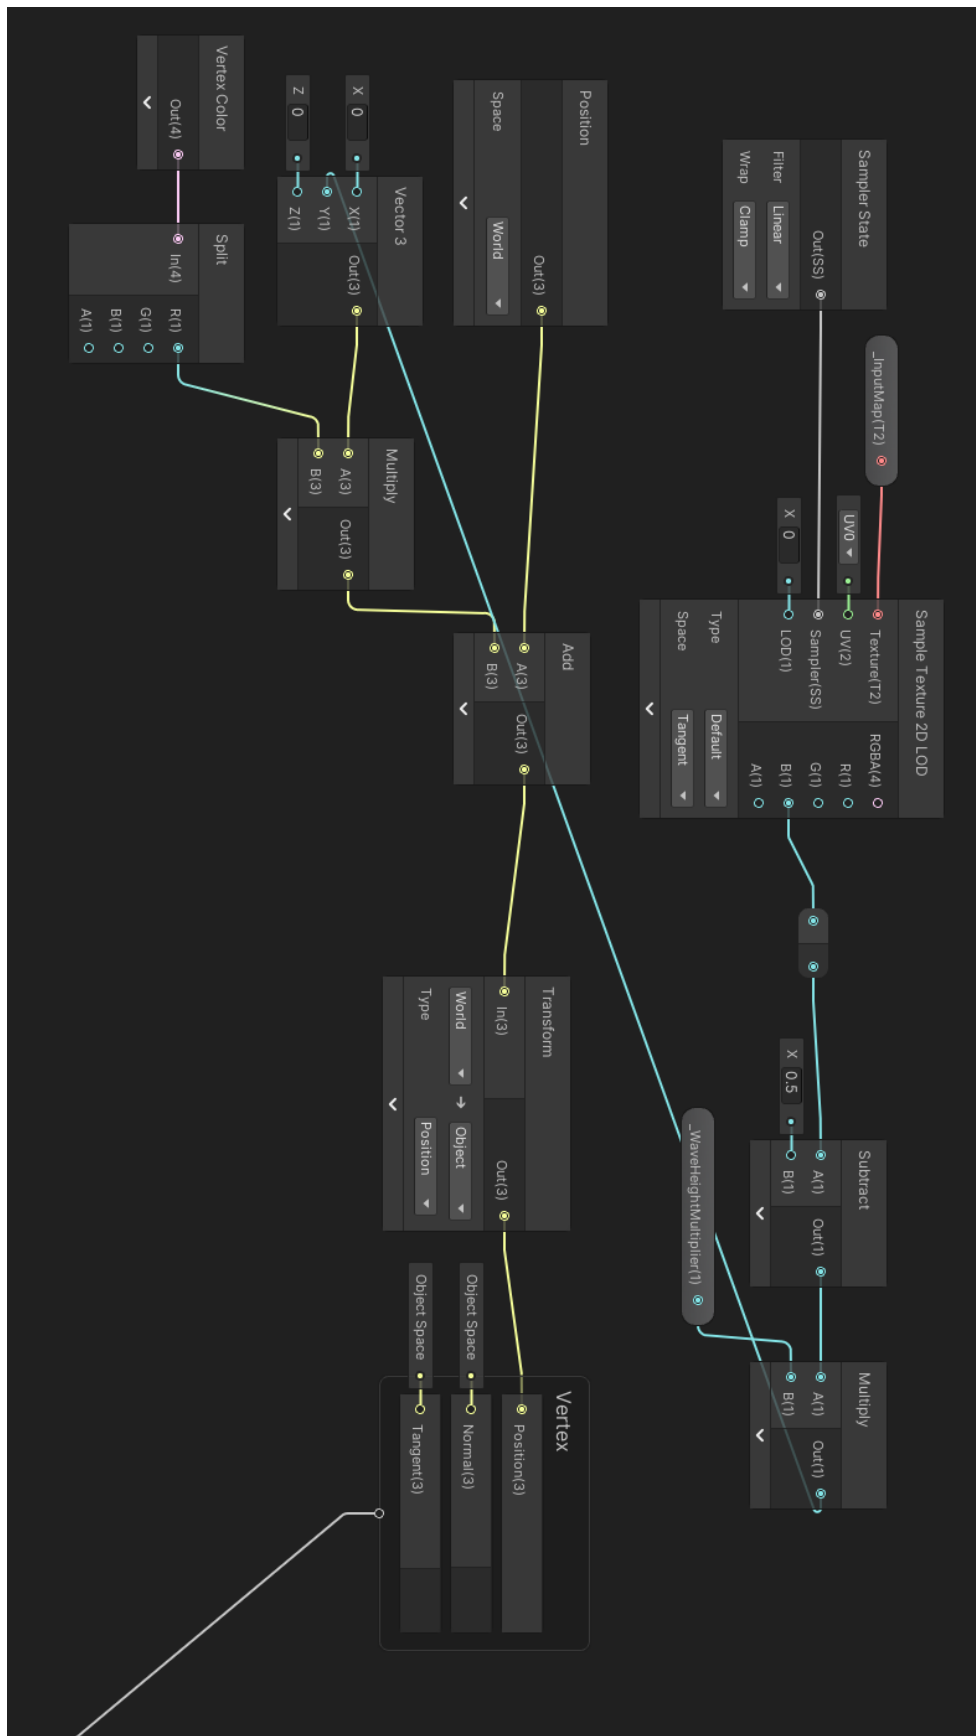 Sampler State
Out(SS)
Filter
Linear
Wrap
Clamp
_InputMap(T2)
UV0
X 0
Sample Texture 2D LOD
Texture(T2)
RGBA(4)
UV(2)
R(1)
Sampler(SS)
G(1)
LOD(1)
B(1)
A(1)
Type
Default
Space
Tangent
X 0.5
Subtract
A(1)
Out(1)
B(1)
_WaveHeightMultiplier(1)
Multiply
A(1)
Out(1)
B(1)
Position
Out(3)
Space
World
X 0
Z 0
Vector 3
X(1)
Out(3)
Y(1)
Z(1)
Vertex Color
Out(4)
Split
In(4)
R(1)
G(1)
B(1)
A(1)
Multiply
A(3)
Out(3)
B(3)
Add
A(3)
Out(3)
B(3)
Transform
In(3)
Out(3)
World
Object
Type
Position
Vertex
Position(3)
Object Space
Normal(3)
Object Space
Tangent(3)